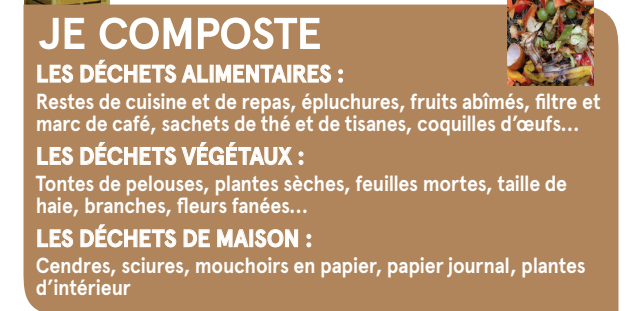 JE COMPOSTE
LES DÉCHETS ALIMENTAIRES :
Restes de cuisine et de repas, épluchures, fruits abîmés, filtre et
marc de café, sachets de thé et de tisanes, coquilles d’œufs...
LES DÉCHETS VÉGÉTAUX :
Tontes de pelouses, plantes sèches, feuilles mortes, taille de
haie, branches, fleurs fanées...
LES DÉCHETS DE MAISON :
Cendres, sciures, mouchoirs en papier, papier journal, plantes
d’intérieur